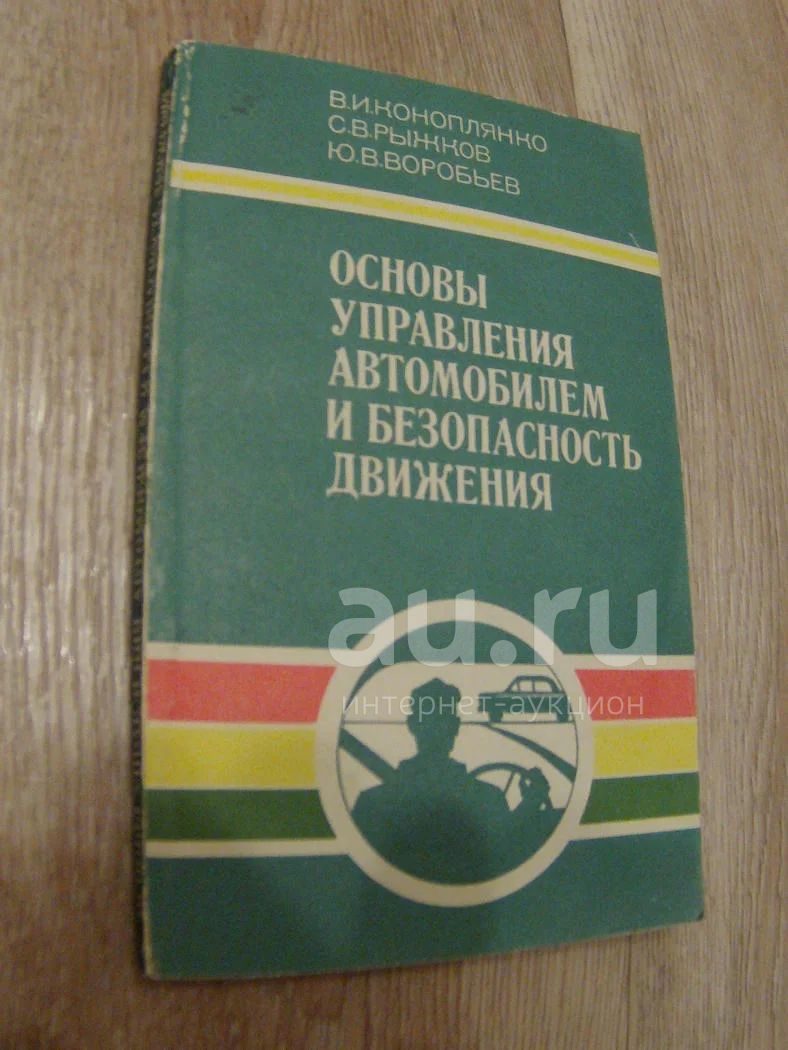 В.И.КОНОПЛЯНКО
С.В.РЫЖКОВ
Ю.В.ВОРОБЬЕВ
ОСНОВЫ
УПРАВЛЕНИЯ
АВТОМОБИЛЕМ
И БЕЗОПАСНОСТЬ
ДВИЖЕНИЯ
au.ru
интернет-аукцион